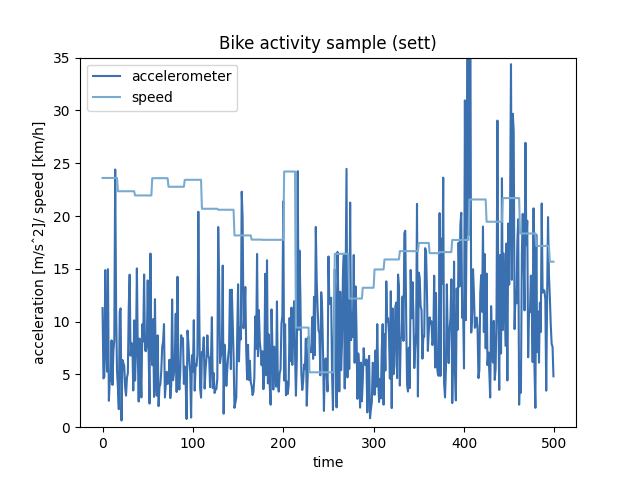 Bike activity sample (sett)
accelerometer
speed
acceleration [m/s^2]/ speed [km/h]
35
30
25
20
15
10
5
0
0 100 200 300 400 500
time